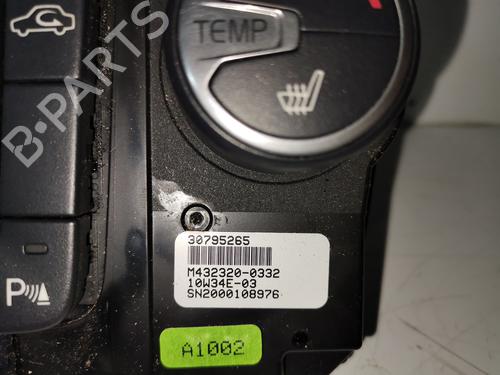 B-PARTS
TEMP
30795265
M432320-0332
10W34E-03
SN2000108976
P
A1002